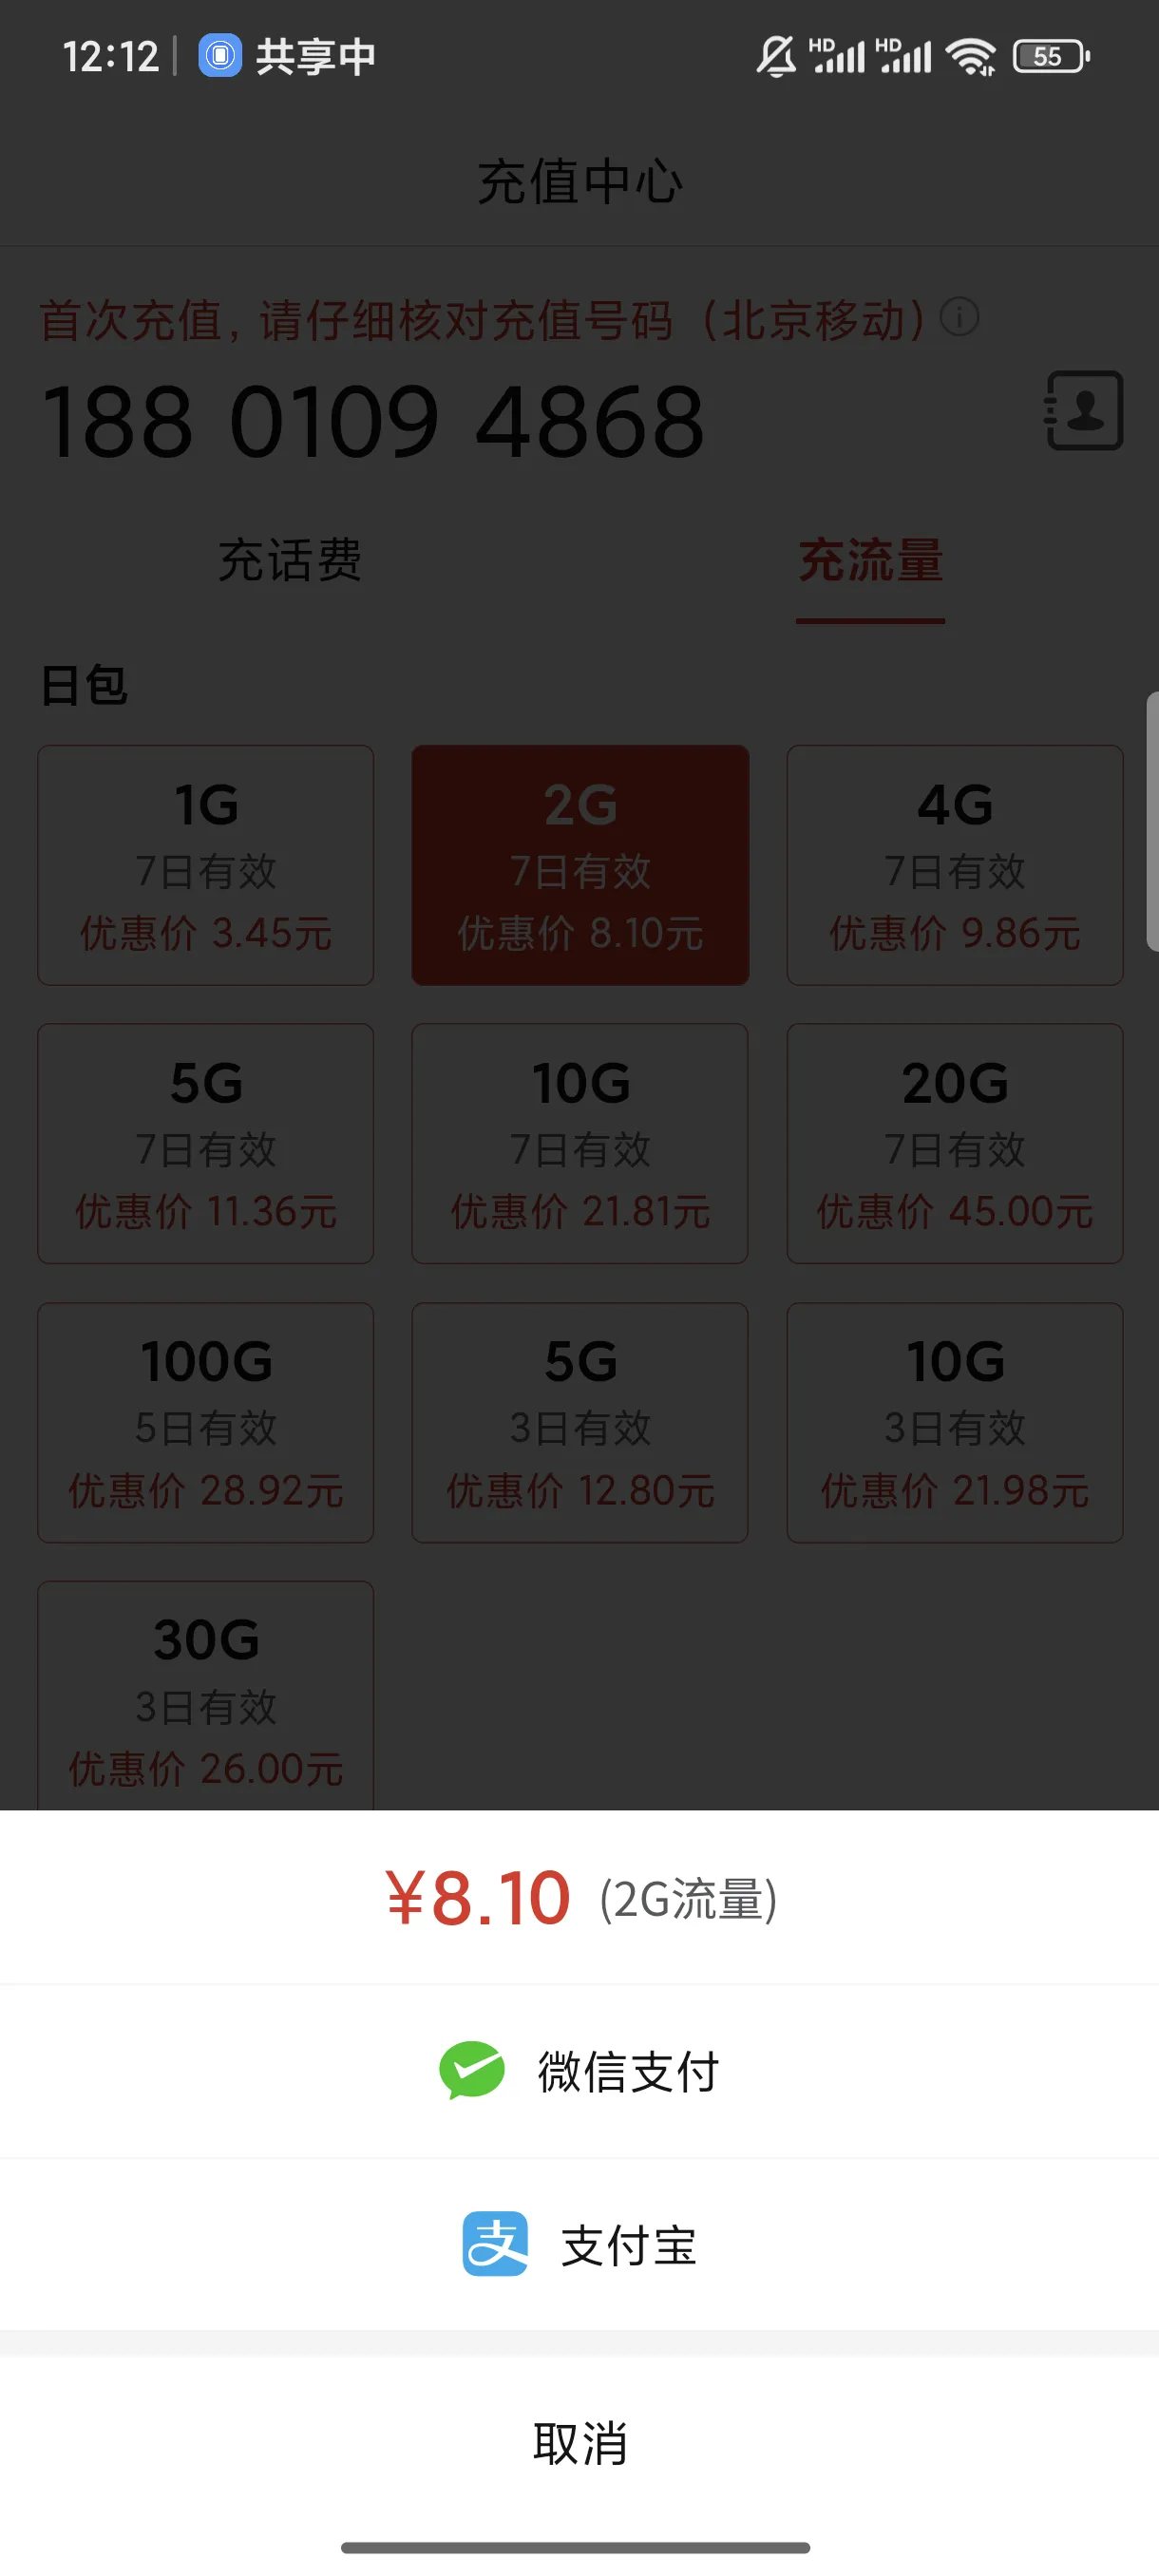 12:12 共享中 HD HD 55
充值中心
首次充值，请仔细核对充值号码（北京移动）
188 0109 4868
充话费 充流量
日包
1G 2G 4G
7日有效 7日有效 7日有效
优惠价 3.45元 优惠价 8.10元 优惠价 9.86元
5G 10G 20G
7日有效 7日有效 7日有效
优惠价 11.36元 优惠价 21.81元 优惠价 45.00元
100G 5G 10G
5日有效 3日有效 3日有效
优惠价 28.92元 优惠价 12.80元 优惠价 21.98元
30G
3日有效
优惠价 26.00元
¥8.10 (2G流量)
微信支付
支 支付宝
取消